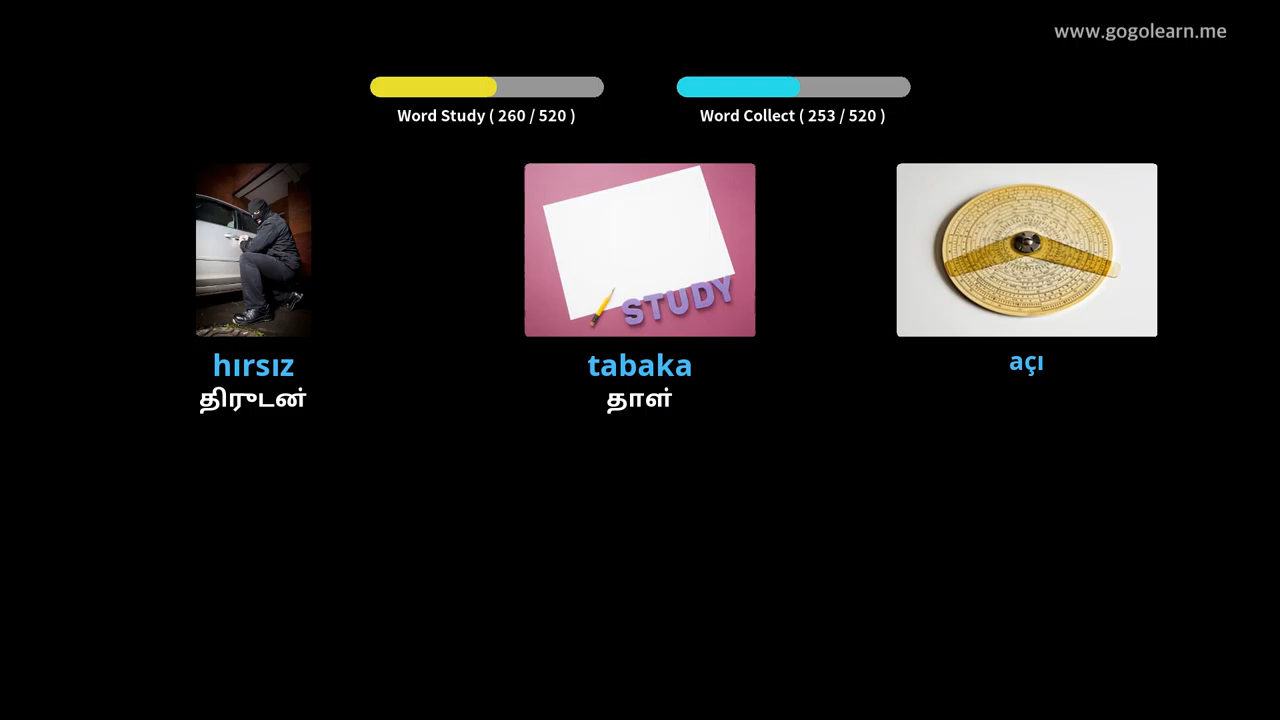 www.gogolearn.me
Word Study ( 260 / 520 )
Word Collect ( 253 / 520 )
STUDY
hırsız
tabaka
açı
திருடன்
தாள்